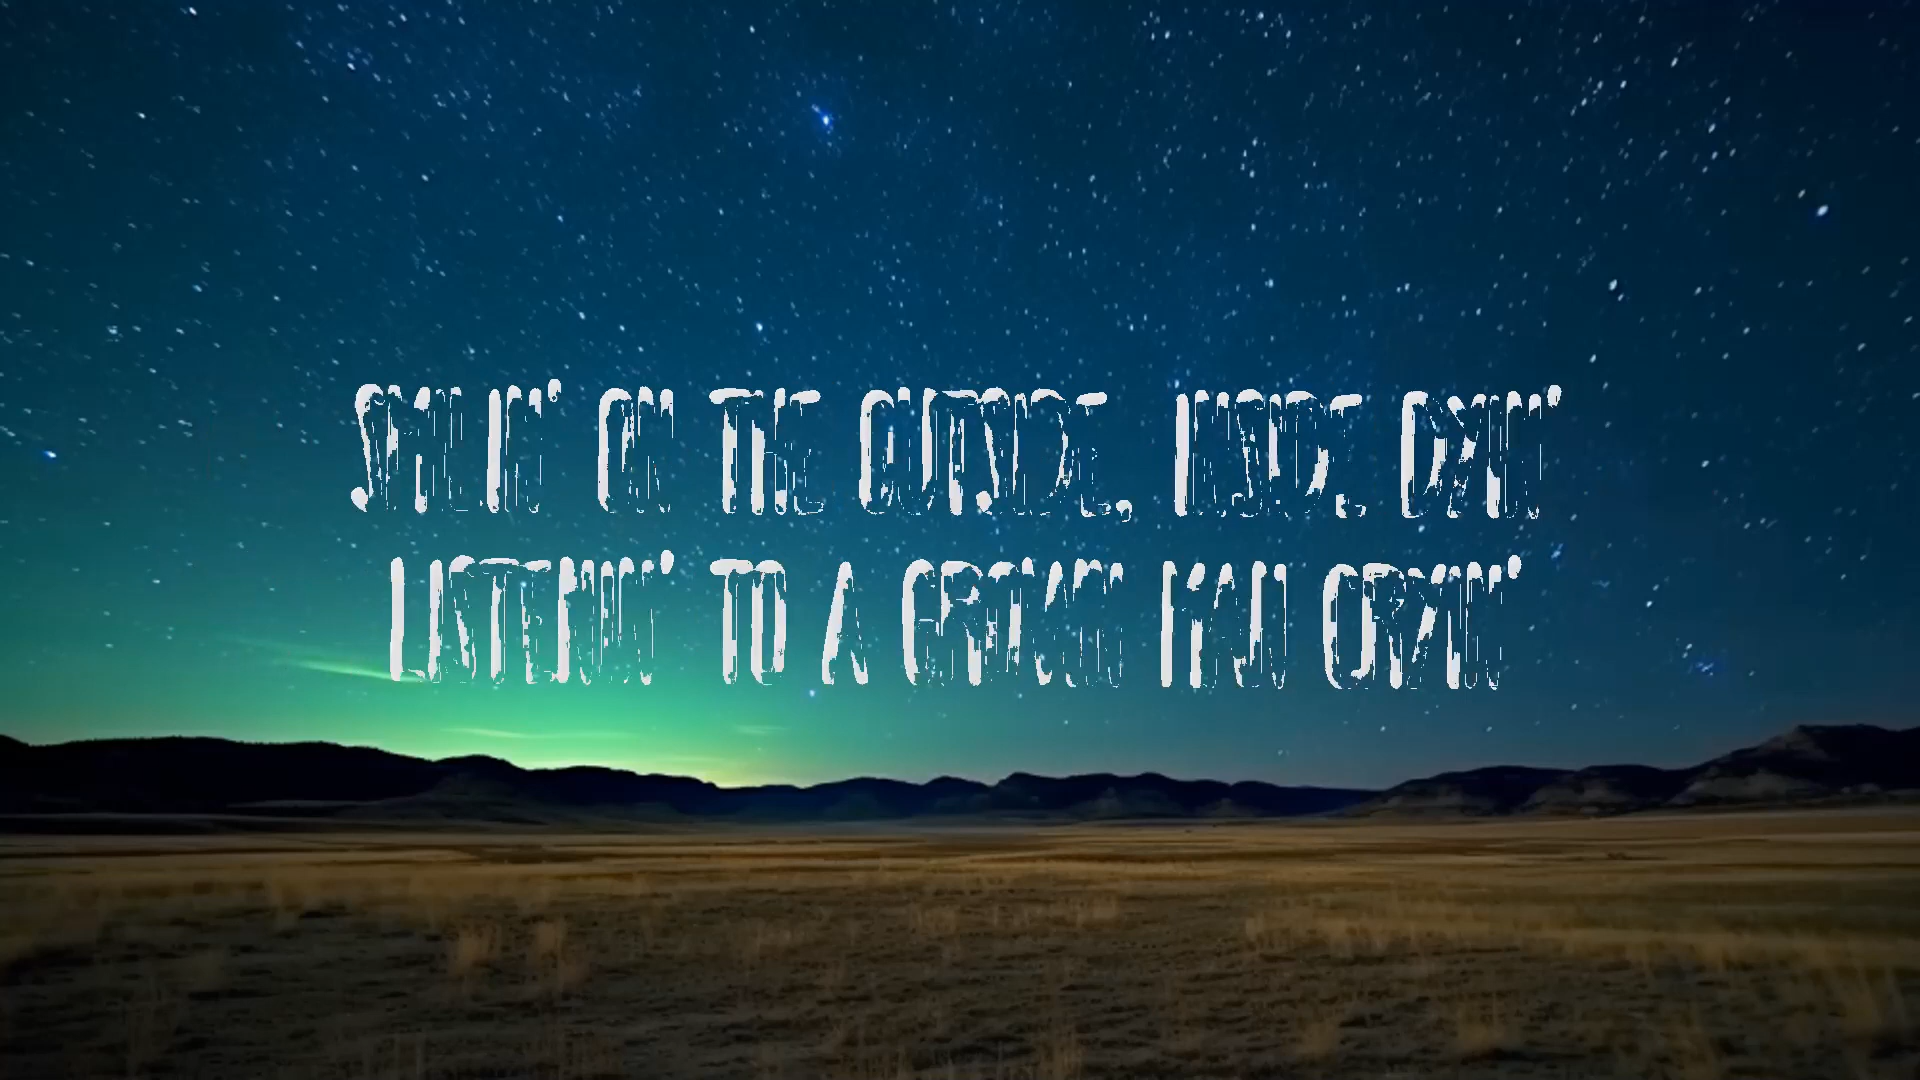 SMILIN' ON THE OUTSIDE, INSIDE DYIN'
LISTENIN' TO A GROWN MAN CRYIN'